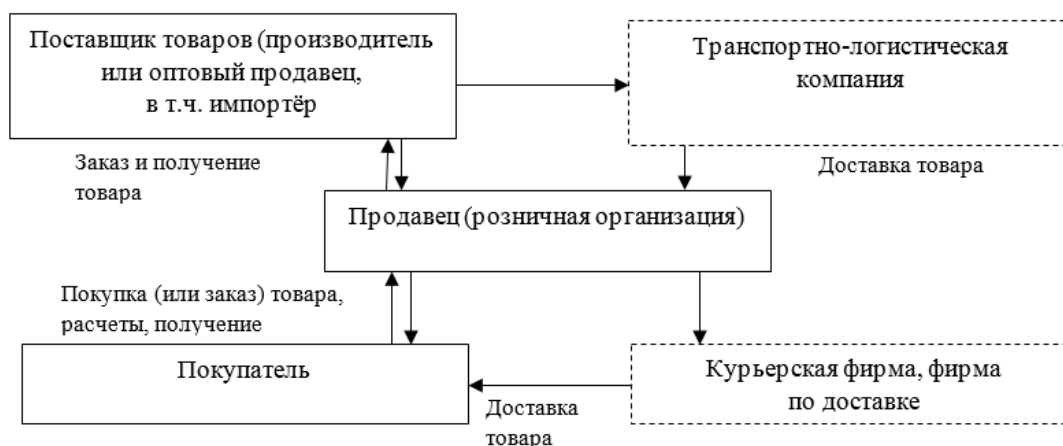 Поставщик товаров (производитель
или оптовый продавец,
в т.ч. импортёр
Транспортно-логистическая
компания
Заказ и получение
товара
Доставка товара
Продавец (розничная организация)
Покупка (или заказ) товара,
расчеты, получение
Покупатель
Курьерская фирма, фирма
по доставке
Доставка
товара